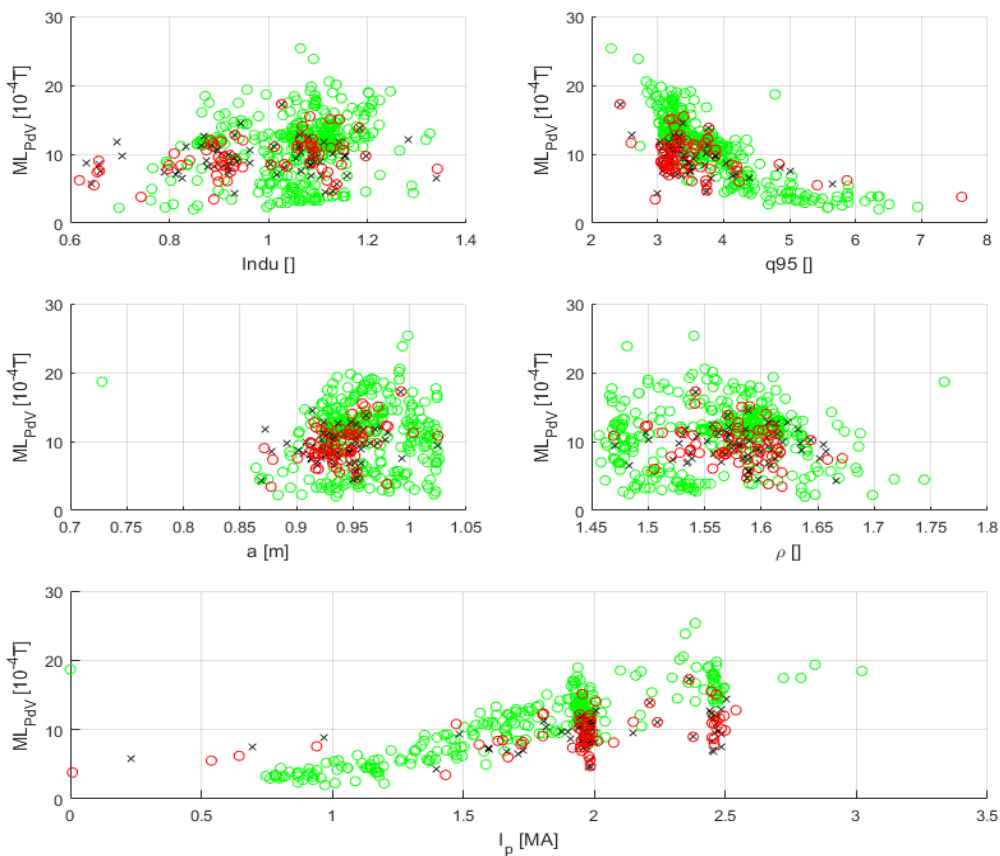 30
20
10
0
ML_PdV [10^-4T]
0.6 0.8 1 1.2 1.4
Indu []
30
20
10
0
ML_PdV [10^-4T]
2 3 4 5 6 7 8
q95 []
30
20
10
0
ML_PdV [10^-4T]
0.7 0.75 0.8 0.85 0.9 0.95 1 1.05
a [m]
30
20
10
0
ML_PdV [10^-4T]
1.45 1.5 1.55 1.6 1.65 1.7 1.75 1.8
ρ []
30
20
10
0
ML_PdV [10^-4T]
0 0.5 1 1.5 2 2.5 3 3.5
I_p [MA]